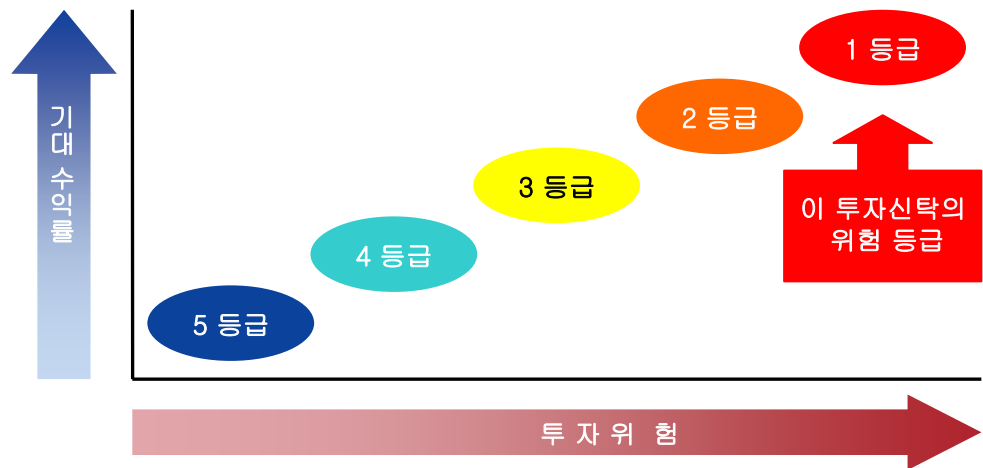 기대 수익률
1 등급
2 등급
3 등급
4 등급
5 등급
이 투자신탁의
위험 등급
투 자 위 험